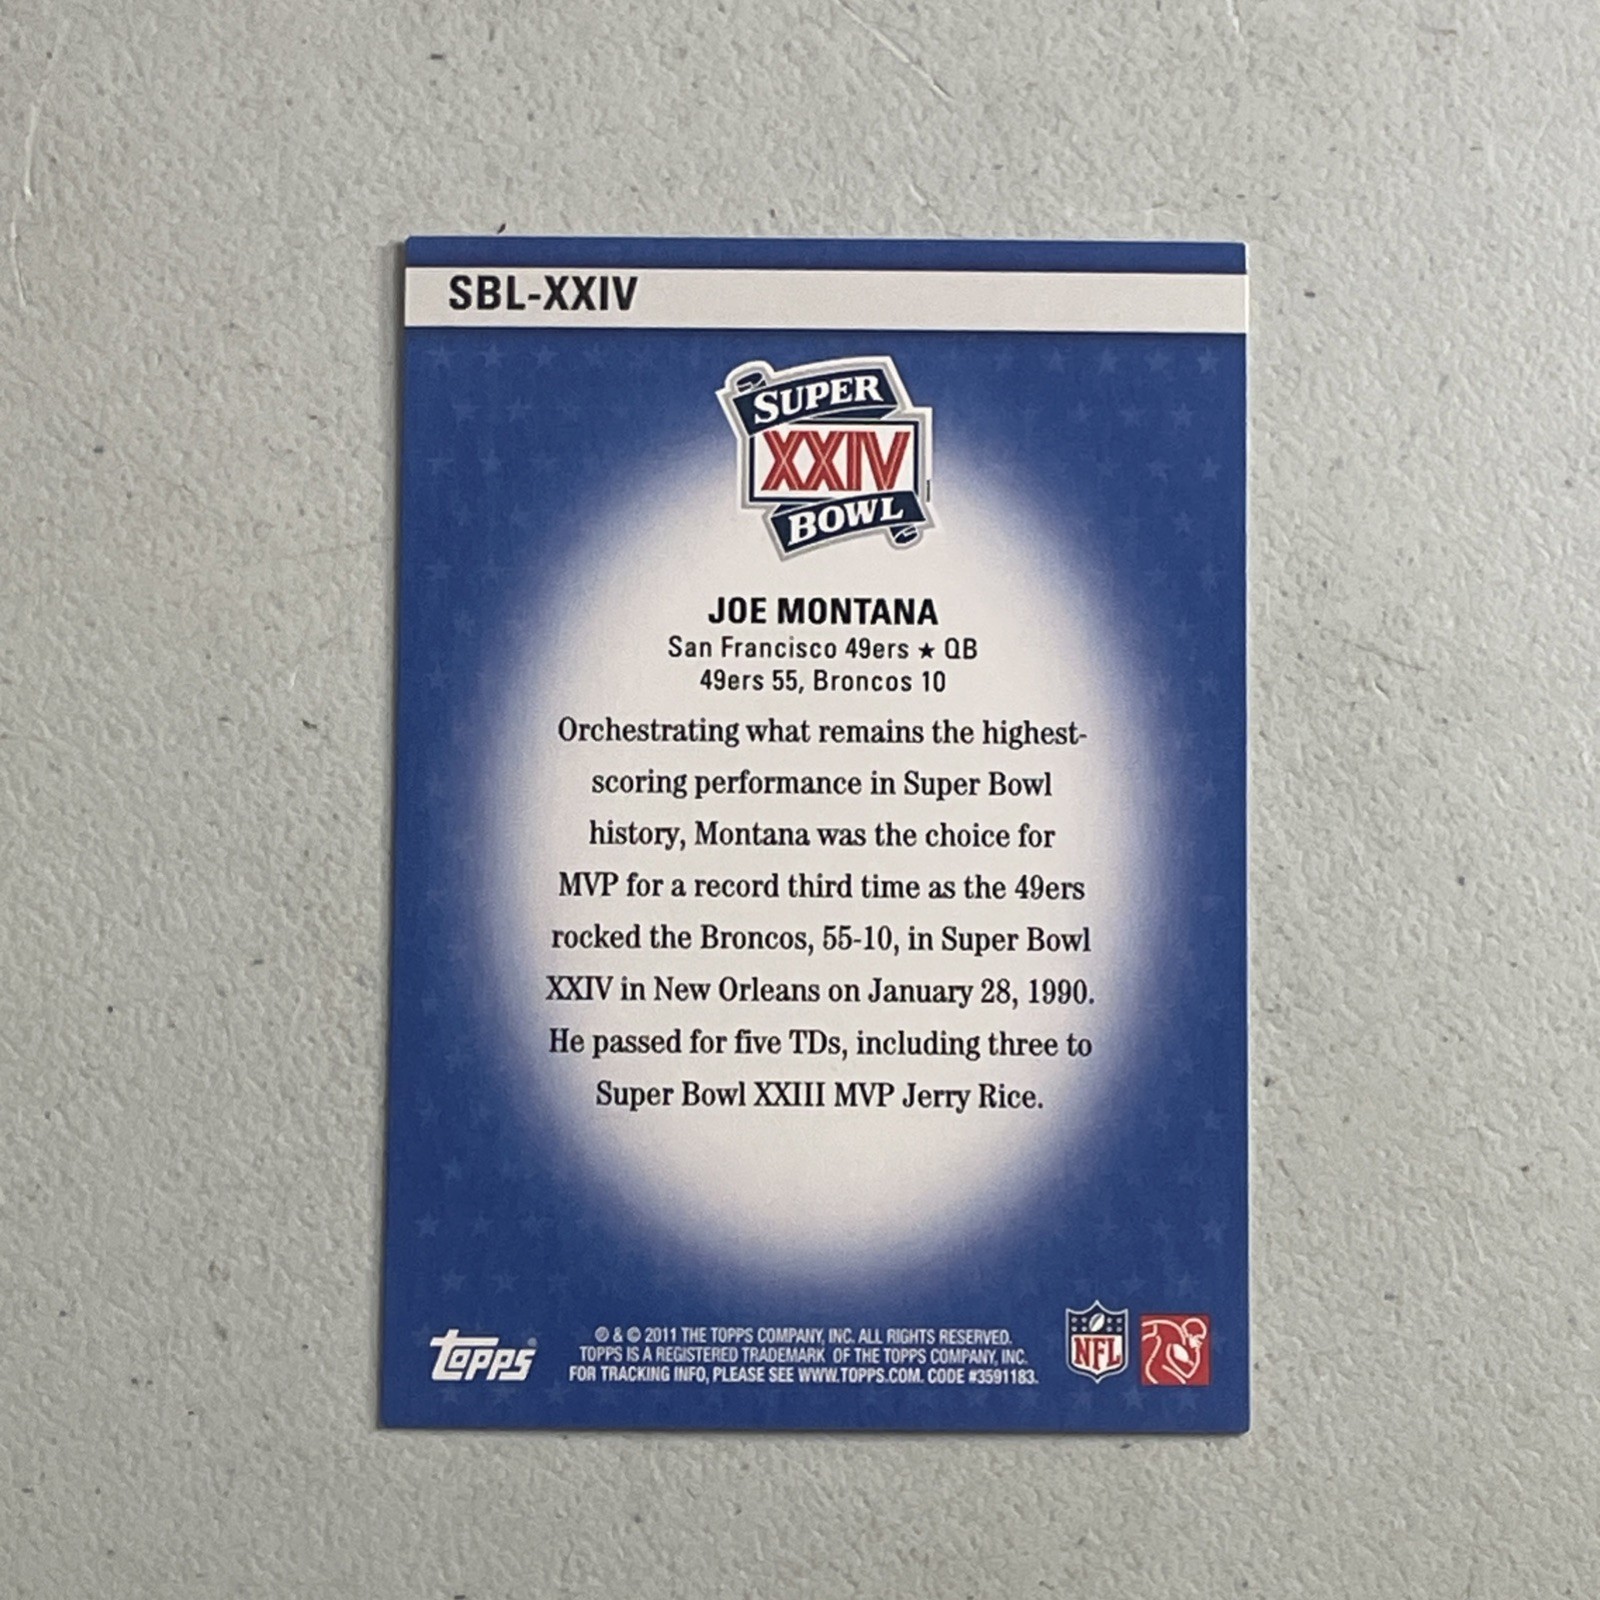 SBL-XXIV
SUPER
XXIV
BOWL
JOE MONTANA
San Francisco 49ers ★ QB
49ers 55, Broncos 10
Orchestrating what remains the highest-
scoring performance in Super Bowl
history, Montana was the choice for
MVP for a record third time as the 49ers
rocked the Broncos, 55-10, in Super Bowl
XXIV in New Orleans on January 28, 1990.
He passed for five TDs, including three to
Super Bowl XXIII MVP Jerry Rice.
Topps®
® & © 2011 THE TOPPS COMPANY, INC. ALL RIGHTS RESERVED.
TOPPS IS A REGISTERED TRADEMARK OF THE TOPPS COMPANY, INC.
FOR TRACKING INFO, PLEASE SEE WWW.TOPPS.COM. CODE #3591183.
NFL